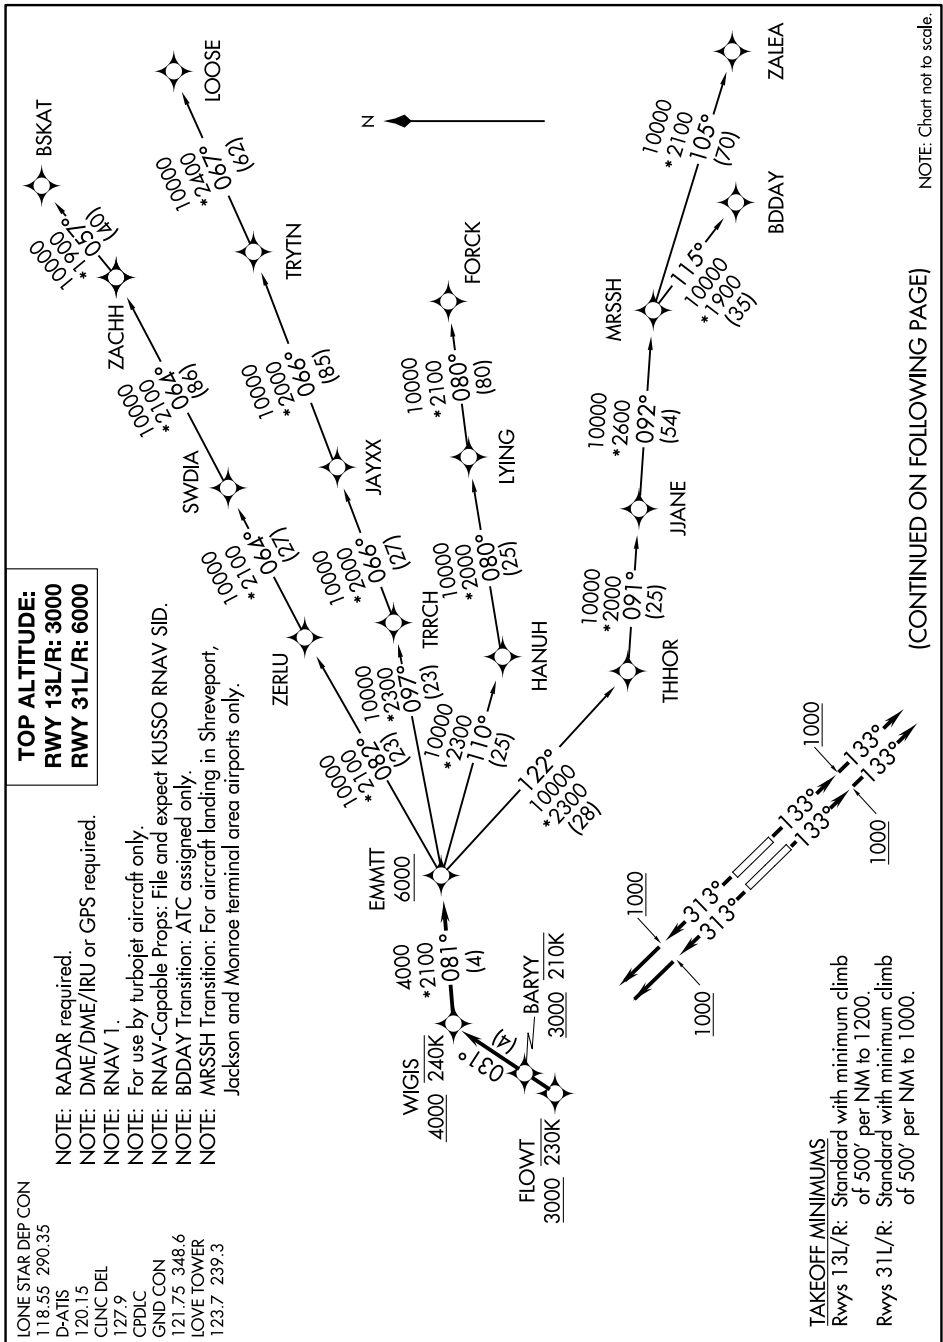 LONE STAR DEP CON
118.55 290.35
D-ATIS
120.15
CLNC DEL
127.9
CPDLC
GND CON
121.75 348.6
LOVE TOWER
123.7 239.3
NOTE: RADAR required.
NOTE: DME/DME/IRU or GPS required.
NOTE: RNAV 1.
NOTE: For use by turbojet aircraft only.
NOTE: RNAV-Capable Props: File and expect KUSSO RNAV SID.
NOTE: BDDAY Transition: ATC assigned only.
NOTE: MRSSH Transition: For aircraft landing in Shreveport,
Jackson and Monroe terminal area airports only.
TOP ALTITUDE:
RWY 13L/R: 3000
RWY 31L/R: 6000
BSKAT
10000
*1900
057°
(40)
ZACHH
10000
*2100
064°
(86)
SWDIA
10000
*2100
064°
(27)
ZERLU
10000
*2100
082°
(23)
LOOSE
10000
*2400
067°
(62)
TRYTN
10000
*2000
066°
(85)
JAYXX
10000
*2000
066°
(27)
TRRCH
10000
*2300
097°
(23)
N
FORCK
10000
*2100
080°
(80)
LYING
10000
*2000
080°
(25)
HANUH
10000
*2300
110°
(25)
EMMTT
6000
4000
*2100
081°
(4)
WIGIS
4000 240K
031°
(4)
BARYY
3000 210K
FLOWT
3000 230K
122°
10000
*2300
(28)
THHOR
10000
*2000
091°
(25)
JJANE
10000
*2600
092°
(54)
MRSSH
10000
*2100
105°
(70)
ZALEA
115°
10000
*1900
(35)
BDDAY
1000
1000
313°
313°
133°
133°
1000
1000
133°
133°
TAKEOFF MINIMUMS
Rwys 13L/R: Standard with minimum climb
of 500' per NM to 1200.
Rwys 31L/R: Standard with minimum climb
of 500' per NM to 1000.
(CONTINUED ON FOLLOWING PAGE)
NOTE: Chart not to scale.